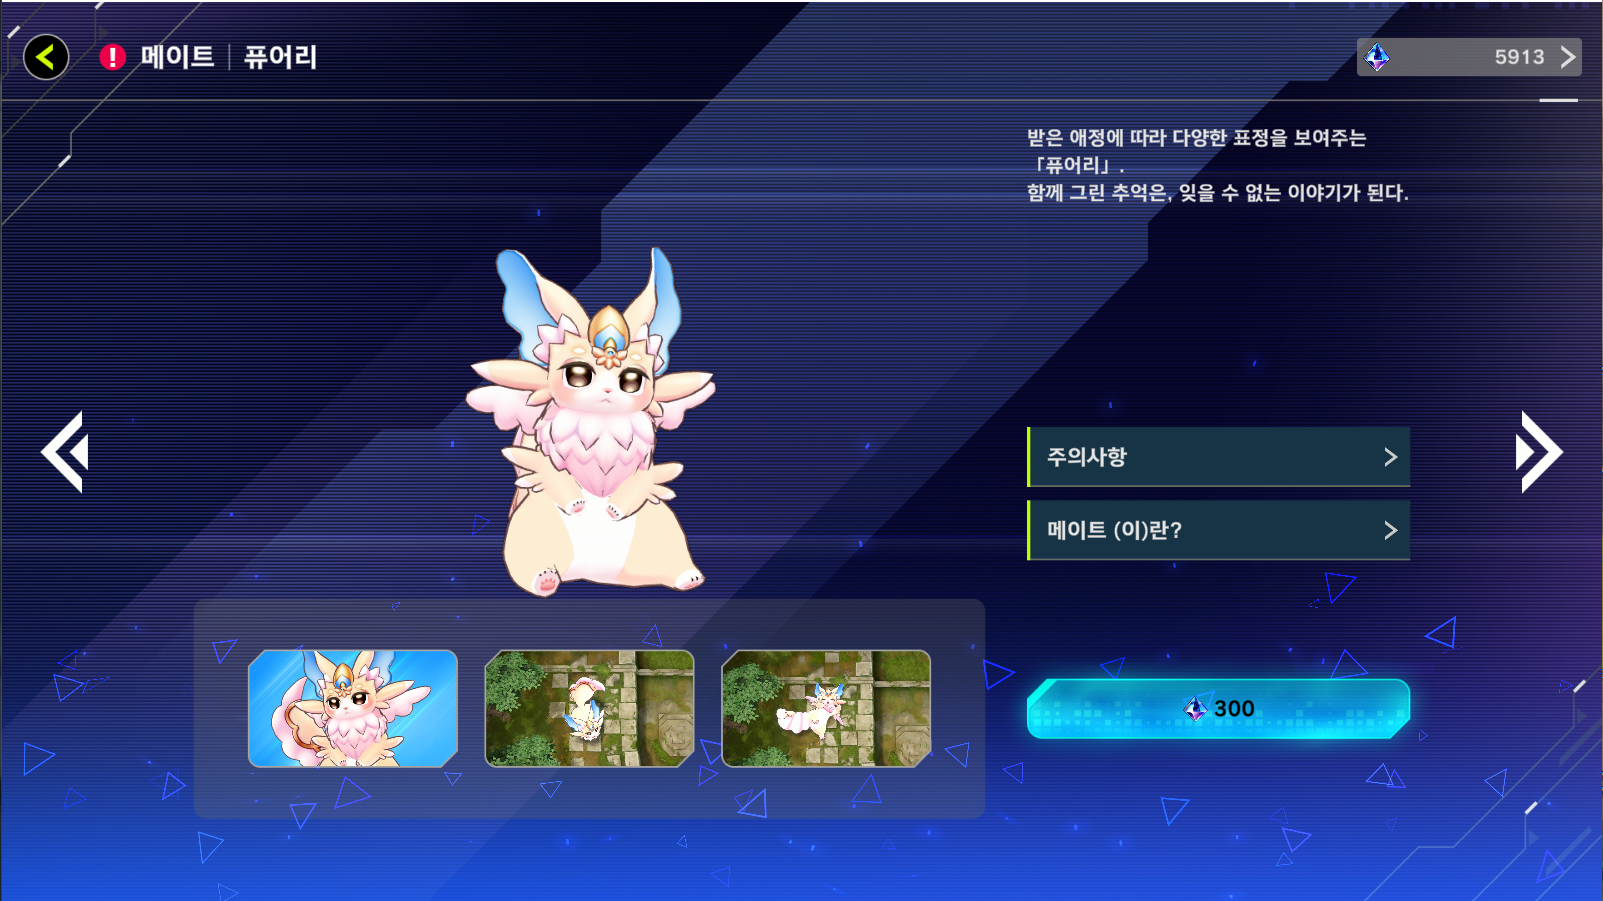 메이트 | 퓨어리
5913
받은 애정에 따라 다양한 표정을 보여주는
「퓨어리」.
함께 그린 추억은, 잊을 수 없는 이야기가 된다.
주의사항
메이트 (이)란?
300